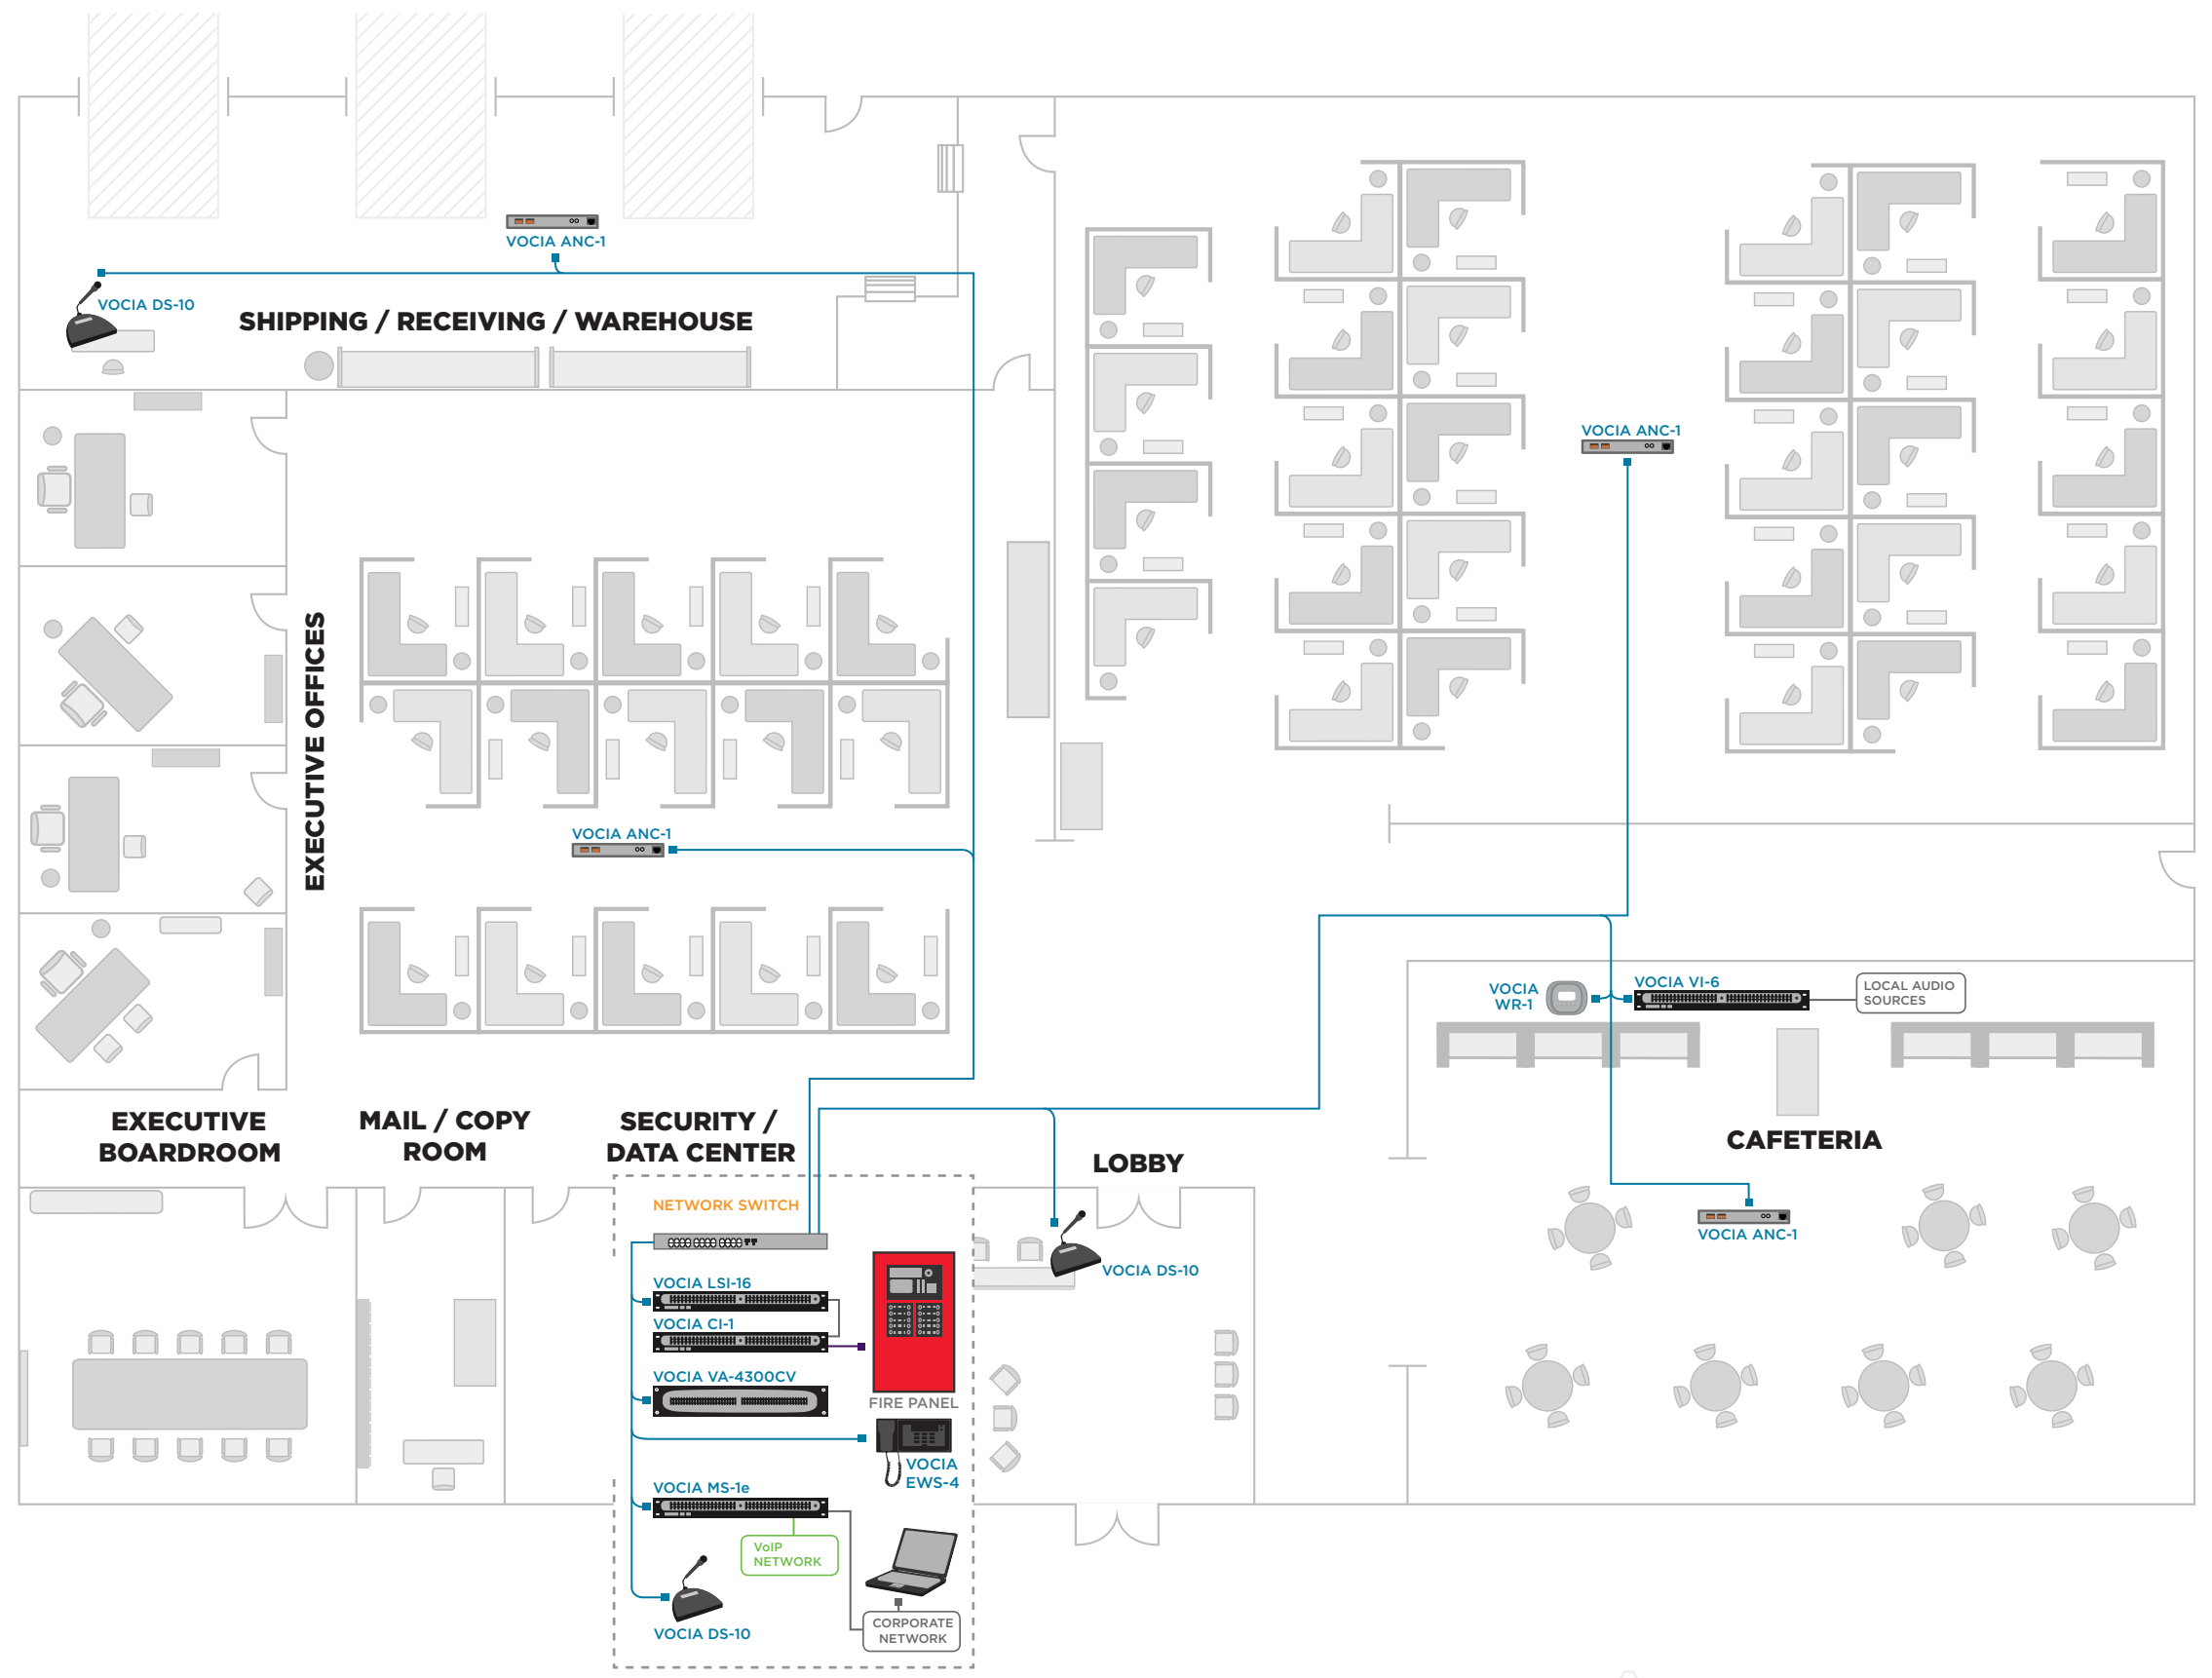 VOCIA ANC-1
VOCIA DS-10
SHIPPING / RECEIVING / WAREHOUSE
VOCIA ANC-1
EXECUTIVE OFFICES
VOCIA ANC-1
VOCIA
WR-1
VOCIA VI-6
LOCAL AUDIO
SOURCES
EXECUTIVE
BOARDROOM
MAIL / COPY
ROOM
SECURITY /
DATA CENTER
LOBBY
CAFETERIA
NETWORK SWITCH
VOCIA ANC-1
VOCIA DS-10
VOCIA LSI-16
VOCIA CI-1
VOCIA VA-4300CV
FIRE PANEL
VOCIA
EWS-4
VOCIA MS-1e
VoIP
NETWORK
VOCIA DS-10
CORPORATE
NETWORK